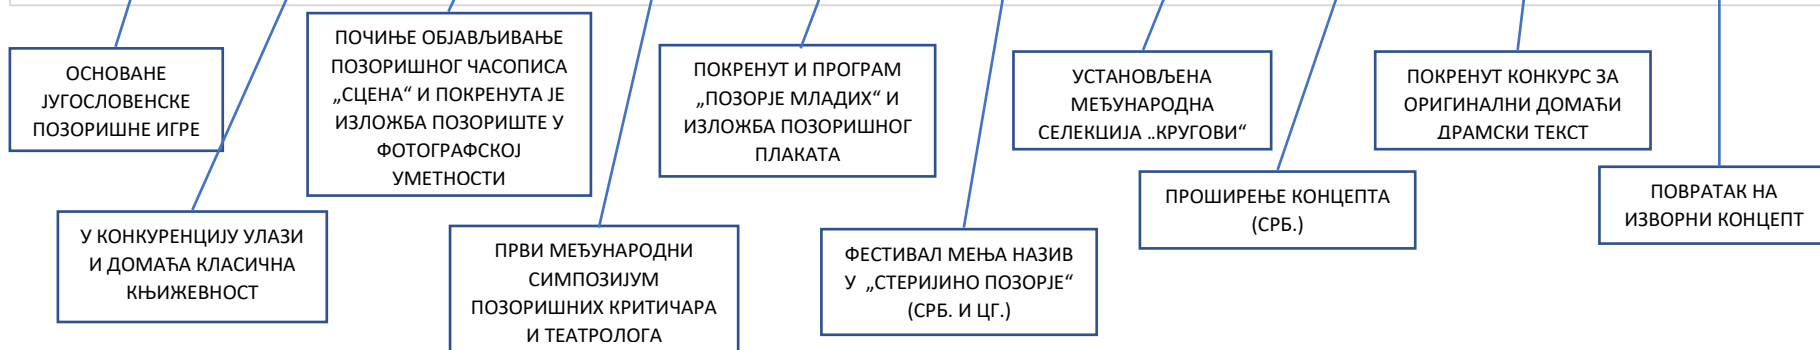 ОСНОВАНЕ
ЈУГОСЛОВЕНСКЕ
ПОЗОРИШНЕ ИГРЕ
У КОНКУРЕНЦИЈУ УЛАЗИ
И ДОМАЋА КЛАСИЧНА
КЊИЖЕВНОСТ
ПОЧИЊЕ ОБЈАВЉИВАЊЕ
ПОЗОРИШНОГ ЧАСОПИСА
„СЦЕНА“ И ПОКРЕНУТА ЈЕ
ИЗЛОЖБА ПОЗОРИШТЕ У
ФОТОГРАФСКОЈ
УМЕТНОСТИ
ПРВИ МЕЂУНАРОДНИ
СИМПОЗИЈУМ
ПОЗОРИШНИХ КРИТИЧАРА
И ТЕАТРОЛОГА
ПОКРЕНУТ И ПРОГРАМ
„ПОЗОРЈЕ МЛАДИХ“ И
ИЗЛОЖБА ПОЗОРИШНОГ
ПЛАКАТА
ФЕСТИВАЛ МЕЊА НАЗИВ
У „СТЕРИЈИНО ПОЗОРЈЕ“
(СРБ. И ЦГ.)
УСТАНОВЉЕНА
МЕЂУНАРОДНА
СЕЛЕКЦИЈА „КРУГОВИ“
ПРОШИРЕЊЕ КОНЦЕПТА
(СРБ.)
ПОКРЕНУТ КОНКУРС ЗА
ОРИГИНАЛНИ ДОМАЋИ
ДРАМСКИ ТЕКСТ
ПОВРАТАК НА
ИЗВОРНИ КОНЦЕПТ